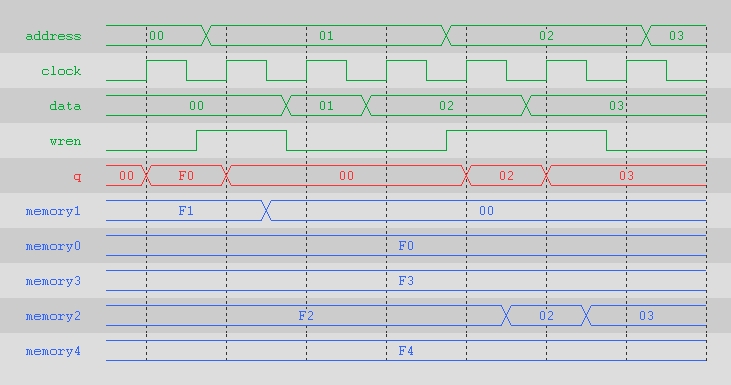 address 00 01 02 03
clock
data 00 01 02 03
wren
q 00 F0 00 02 03
memory1 F1 00
memory0 F0
memory3 F3
memory2 F2 02 03
memory4 F4